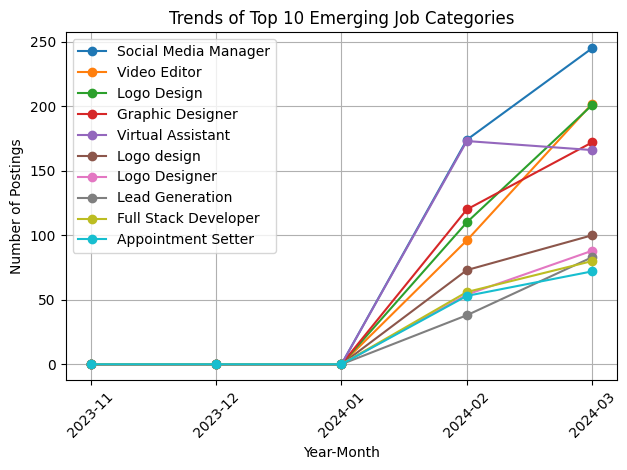 Trends of Top 10 Emerging Job Categories
250
200
150
100
50
0
Number of Postings
Social Media Manager
Video Editor
Logo Design
Graphic Designer
Virtual Assistant
Logo design
Logo Designer
Lead Generation
Full Stack Developer
Appointment Setter
2023-11
2023-12
2024-01
2024-02
2024-03
Year-Month